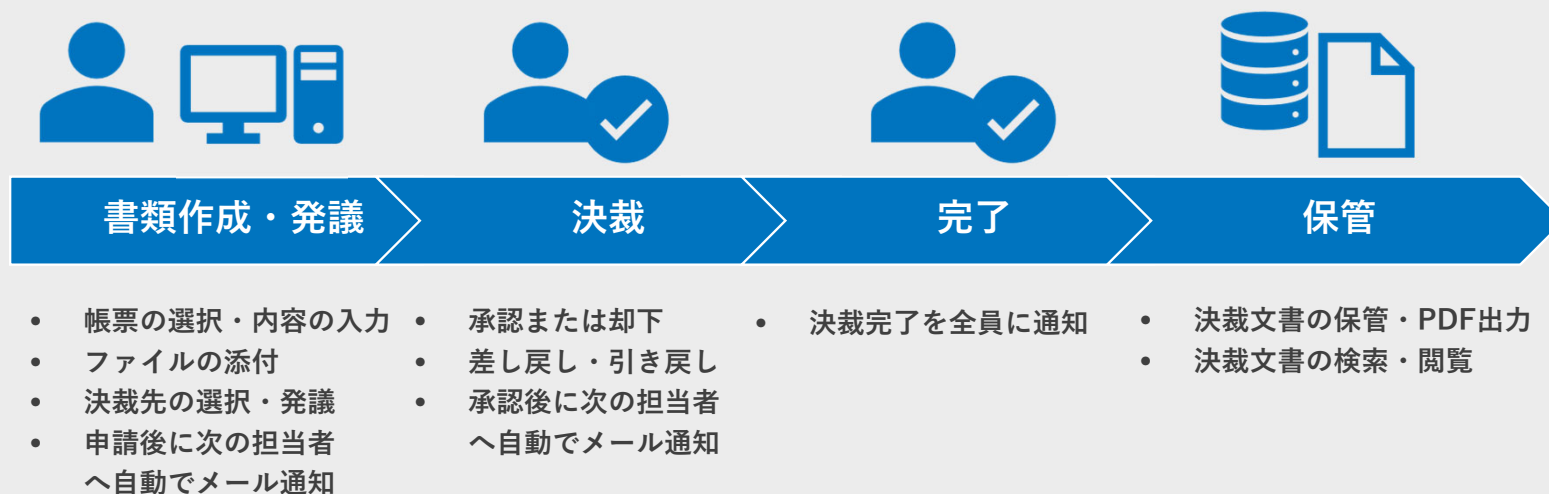 書類作成・発議
決裁
完了
保管
• 帳票の選択・内容の入力
• ファイルの添付
• 決裁先の選択・発議
• 申請後に次の担当者
へ自動でメール通知
• 承認または却下
• 差し戻し・引き戻し
• 承認後に次の担当者
へ自動でメール通知
• 決裁完了を全員に通知
• 決裁文書の保管・PDF出力
• 決裁文書の検索・閲覧